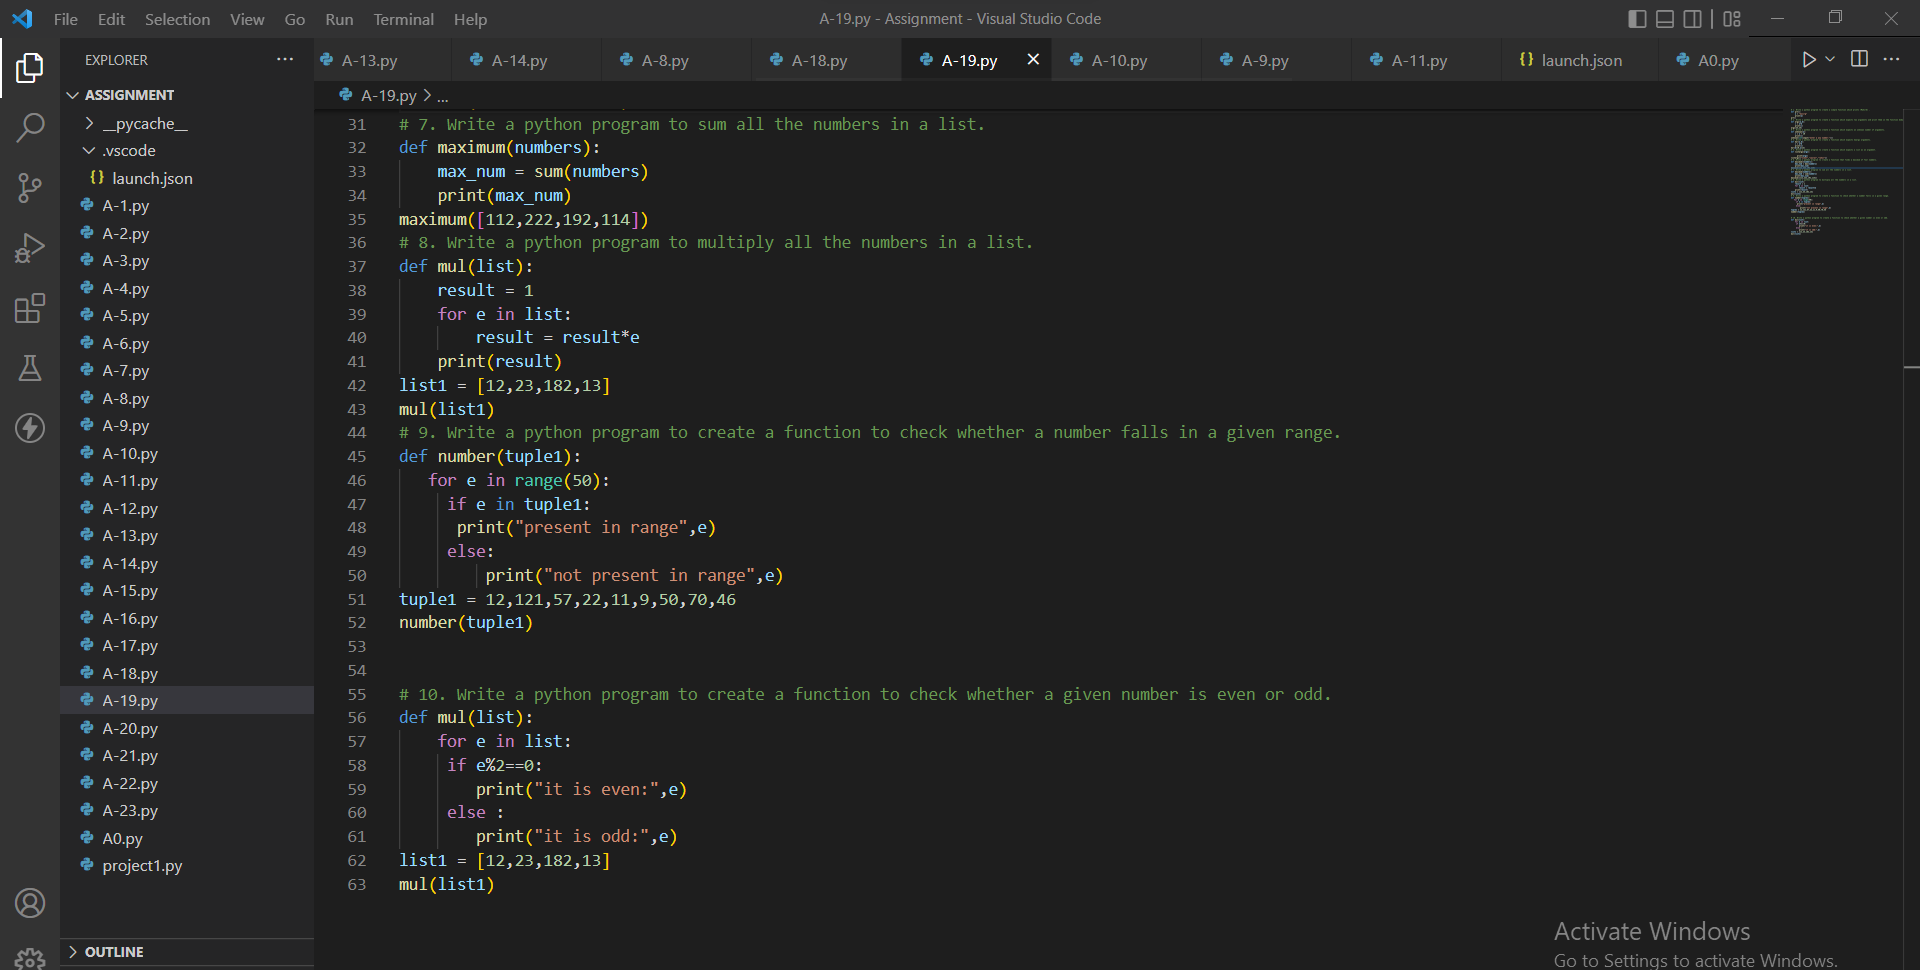 File Edit Selection View Go Run Terminal Help
A-19.py - Assignment - Visual Studio Code
EXPLORER ...
A-13.py A-14.py A-8.py A-18.py A-19.py A-10.py A-9.py A-11.py {} launch.json A0.py
ASSIGNMENT
__pycache__
.vscode
{} launch.json
A-1.py
A-2.py
A-3.py
A-4.py
A-5.py
A-6.py
A-7.py
A-8.py
A-9.py
A-10.py
A-11.py
A-12.py
A-13.py
A-14.py
A-15.py
A-16.py
A-17.py
A-18.py
A-19.py
A-20.py
A-21.py
A-22.py
A-23.py
A0.py
project1.py
OUTLINE
A-19.py > ...
31 # 7. Write a python program to sum all the numbers in a list.
32 def maximum(numbers):
33     max_num = sum(numbers)
34     print(max_num)
35 maximum([112,222,192,114])
36 # 8. Write a python program to multiply all the numbers in a list.
37 def mul(list):
38     result = 1
39     for e in list:
40         result = result*e
41     print(result)
42 list1 = [12,23,182,13]
43 mul(list1)
44 # 9. Write a python program to create a function to check whether a number falls in a given range.
45 def number(tuple1):
46    for e in range(50):
47      if e in tuple1:
48       print("present in range",e)
49      else:
50          print("not present in range",e)
51 tuple1 = 12,121,57,22,11,9,50,70,46
52 number(tuple1)
53
54
55 # 10. Write a python program to create a function to check whether a given number is even or odd.
56 def mul(list):
57     for e in list:
58      if e%2==0:
59         print("it is even:",e)
60      else :
61         print("it is odd:",e)
62 list1 = [12,23,182,13]
63 mul(list1)
Activate Windows
Go to Settings to activate Windows.